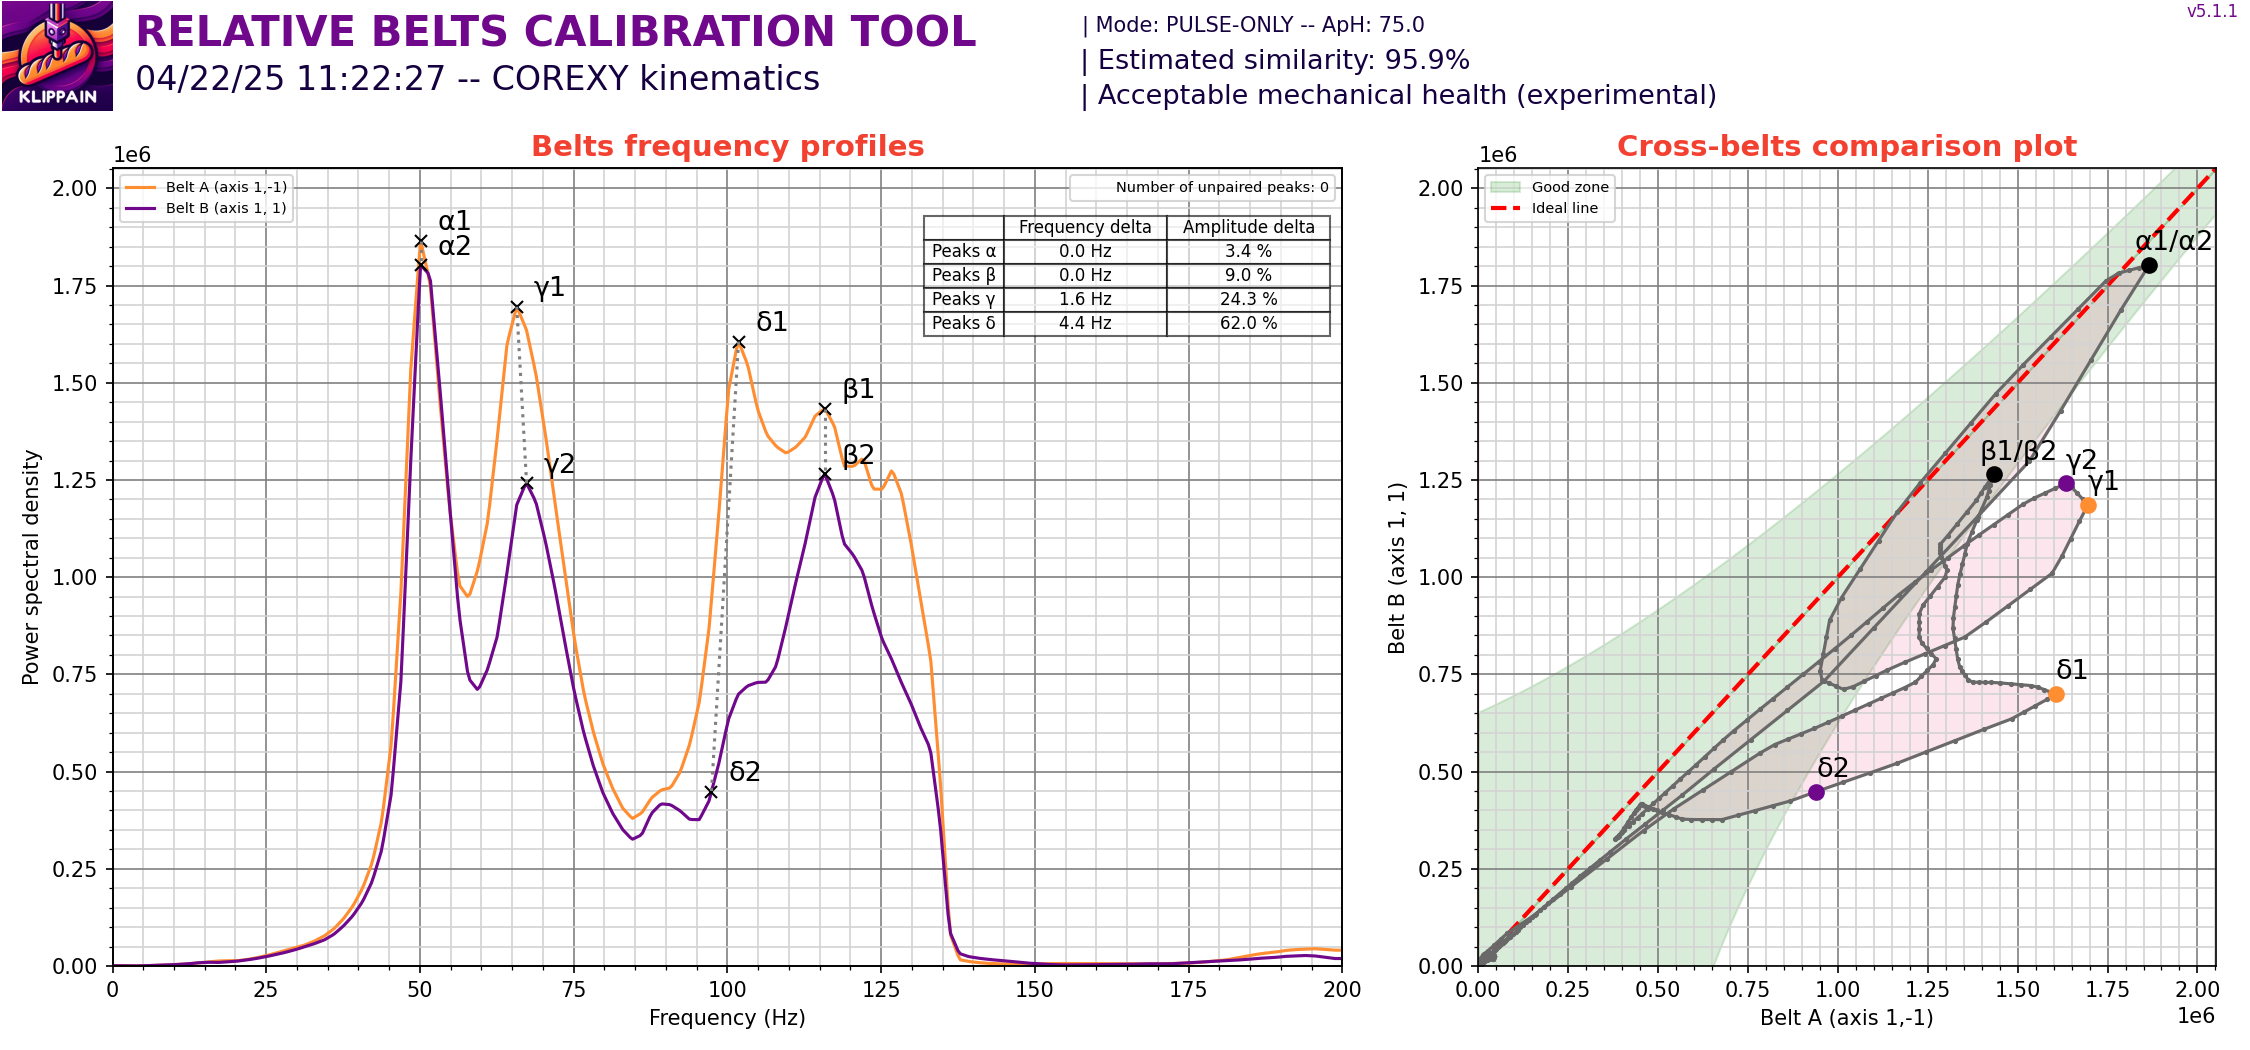 KLIPPAIN
RELATIVE BELTS CALIBRATION TOOL
04/22/25 11:22:27 -- COREXY kinematics
| Mode: PULSE-ONLY -- ApH: 75.0
| Estimated similarity: 95.9%
| Acceptable mechanical health (experimental)
v5.1.1
Belts frequency profiles
1e6
Belt A (axis 1,-1)
Belt B (axis 1, 1)
Number of unpaired peaks: 0
Frequency delta Amplitude delta
Peaks α 0.0 Hz 3.4 %
Peaks β 0.0 Hz 9.0 %
Peaks γ 1.6 Hz 24.3 %
Peaks δ 4.4 Hz 62.0 %
α1
α2
γ1
γ2
δ1
δ2
β1
β2
2.00
1.75
1.50
1.25
1.00
0.75
0.50
0.25
0.00
Power spectral density
0 25 50 75 100 125 150 175 200
Frequency (Hz)
Cross-belts comparison plot
1e6
Good zone
Ideal line
α1/α2
β1/β2
γ2
γ1
δ1
δ2
2.00
1.75
1.50
1.25
1.00
0.75
0.50
0.25
0.00
Belt B (axis 1, 1)
0.00 0.25 0.50 0.75 1.00 1.25 1.50 1.75 2.00
Belt A (axis 1,-1)
1e6